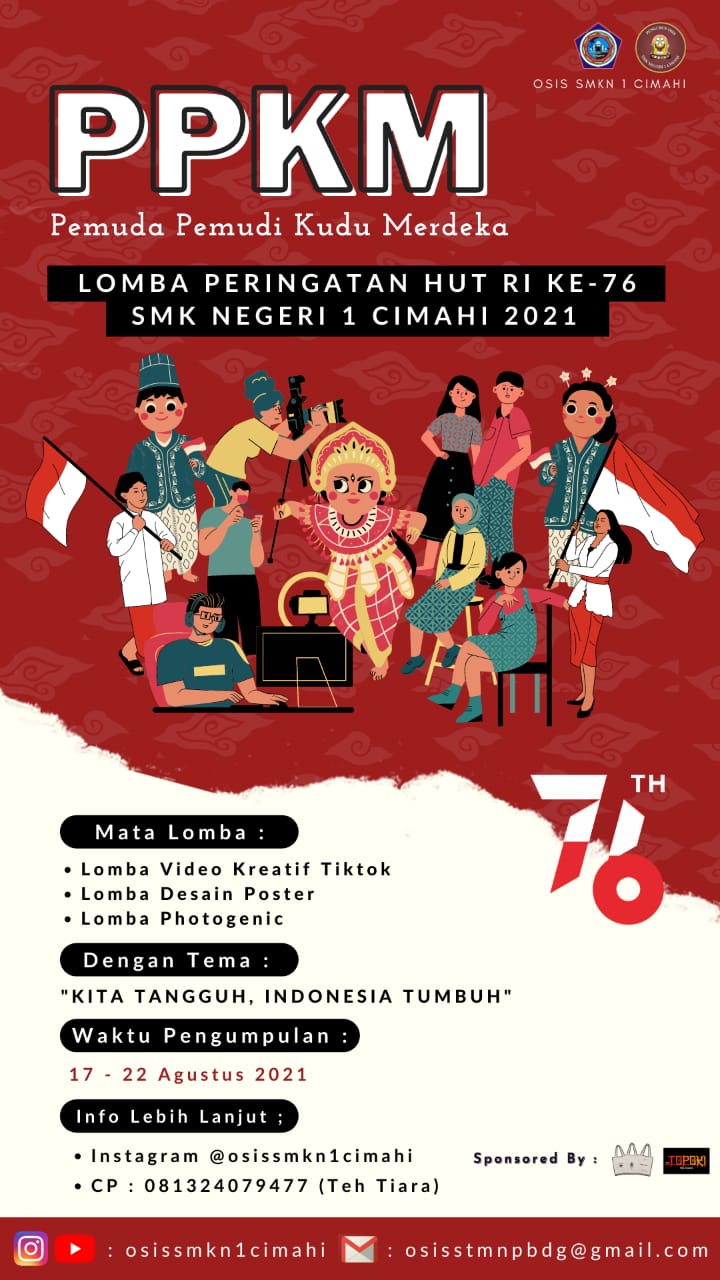 OSIS SMKN 1 CIMAHI
PPKM
Pemuda Pemudi Kudu Merdeka
LOMBA PERINGATAN HUT RI KE-76
SMK NEGERI 1 CIMAHI 2021
76 TH
Mata Lomba :
• Lomba Video Kreatif Tiktok
• Lomba Desain Poster
• Lomba Photogenic
Dengan Tema :
"KITA TANGGUH, INDONESIA TUMBUH"
Waktu Pengumpulan :
17 - 22 Agustus 2021
Info Lebih Lanjut ;
• Instagram @osissmkn1cimahi
• CP : 081324079477 (Teh Tiara)
Sponsored By :
TOPOKI
: osissmkn1cimahi
: osisstmnpbdg@gmail.com